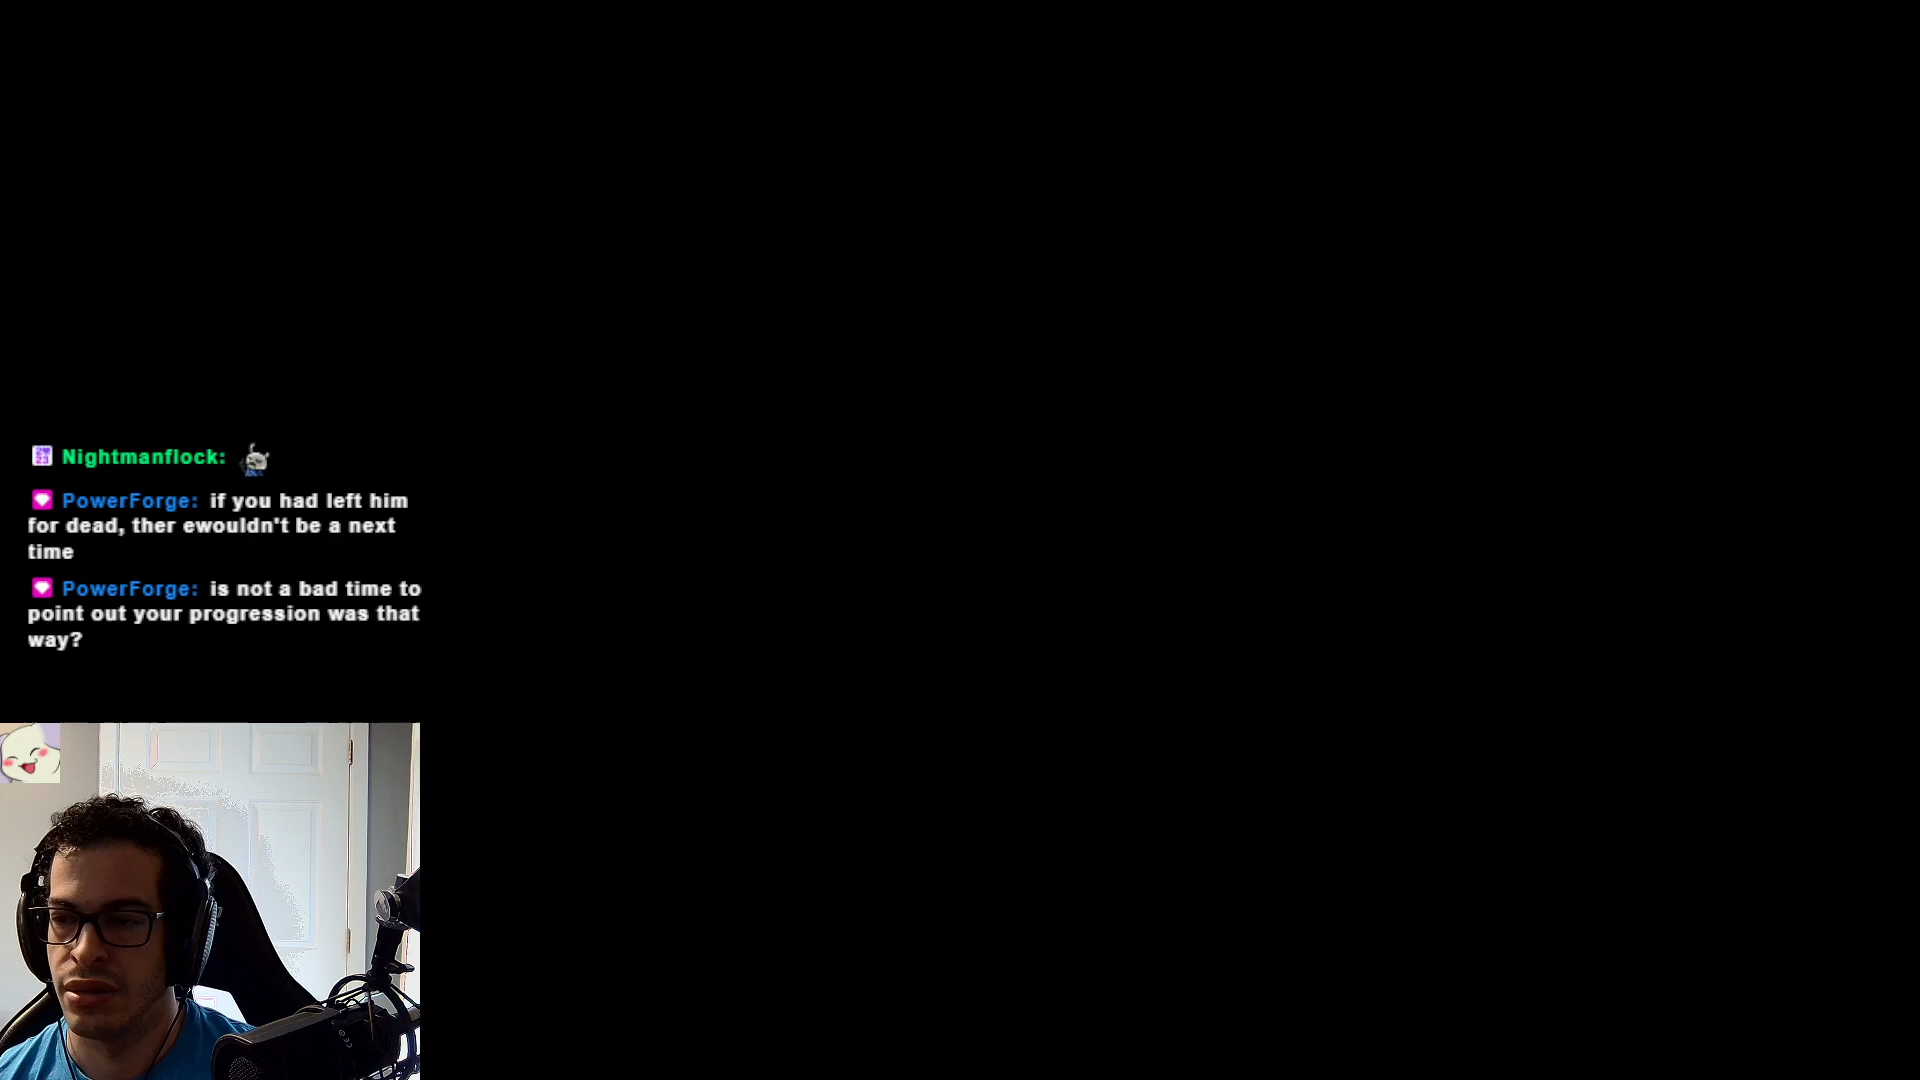 Nightmanflock:
PowerForge: if you had left him
for dead, ther ewouldn't be a next
time
PowerForge: is not a bad time to
point out your progression was that
way?